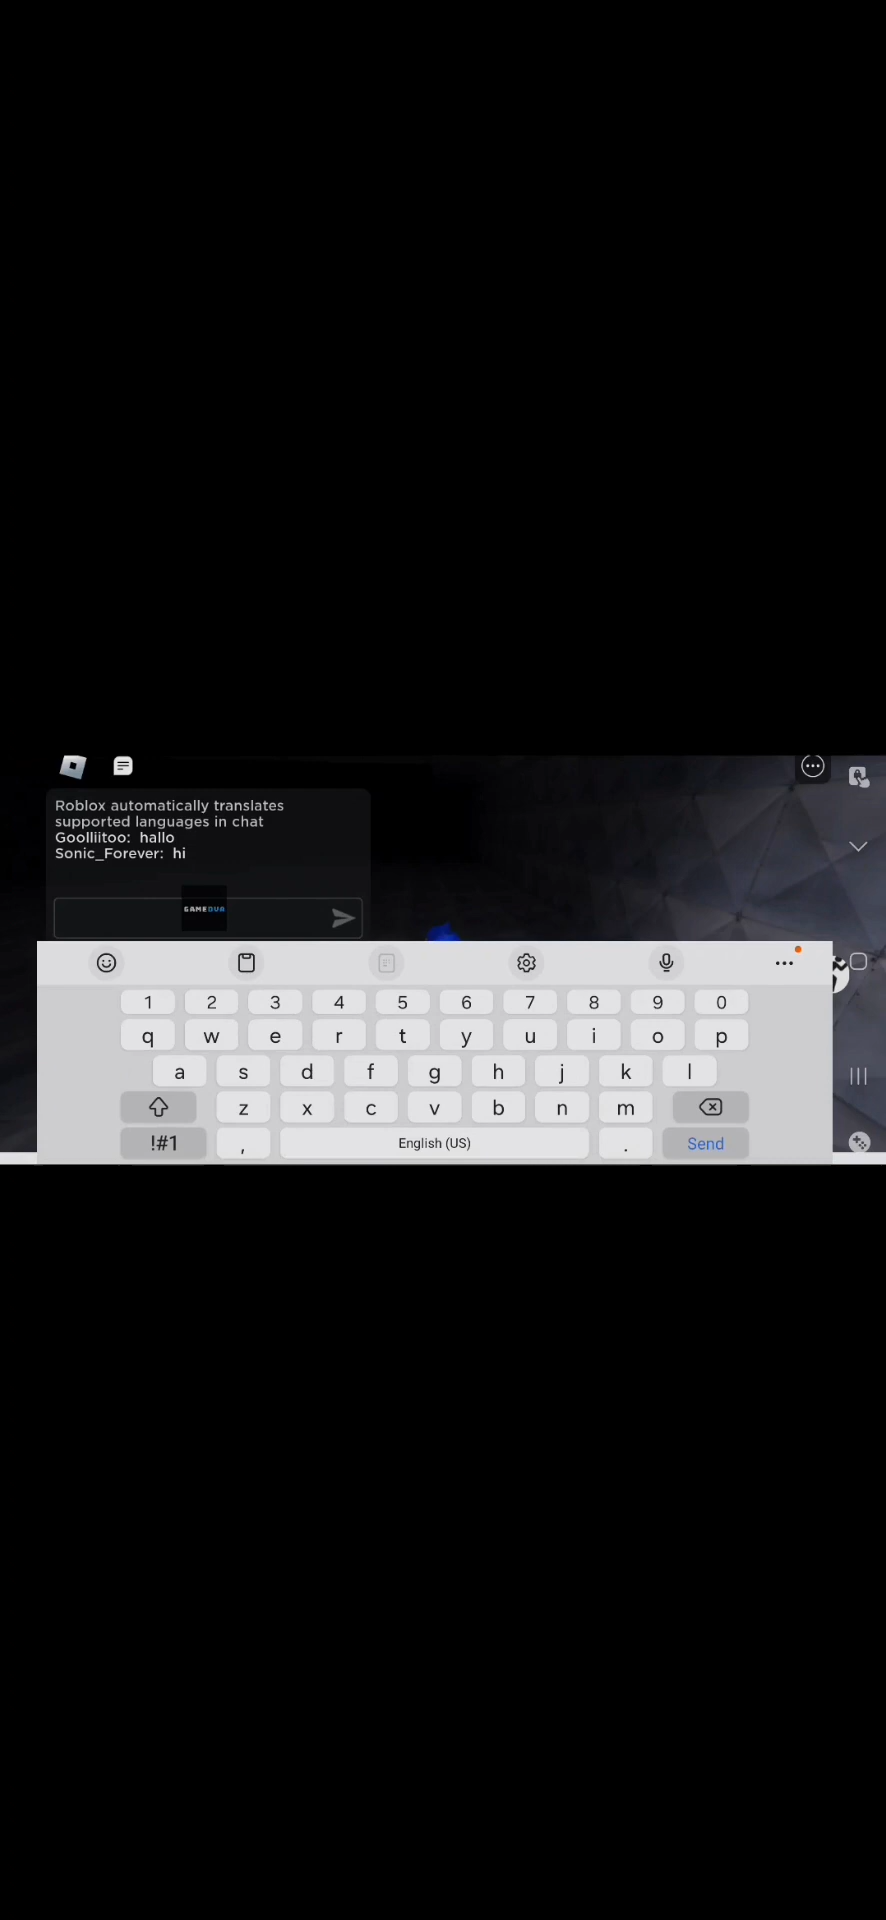 Roblox automatically translates
supported languages in chat
Goolliitoo: hallo
Sonic_Forever: hi
GAMEDVA
1 2 3 4 5 6 7 8 9 0
q w e r t y u i o p
a s d f g h j k l
z x c v b n m
!#1 , English (US) . Send